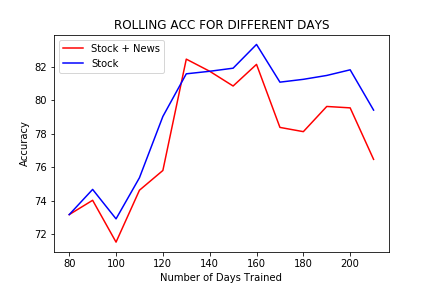 ROLLING ACC FOR DIFFERENT DAYS
Stock + News
Stock
Accuracy
82
80
78
76
74
72
80
100
120
140
160
180
200
Number of Days Trained